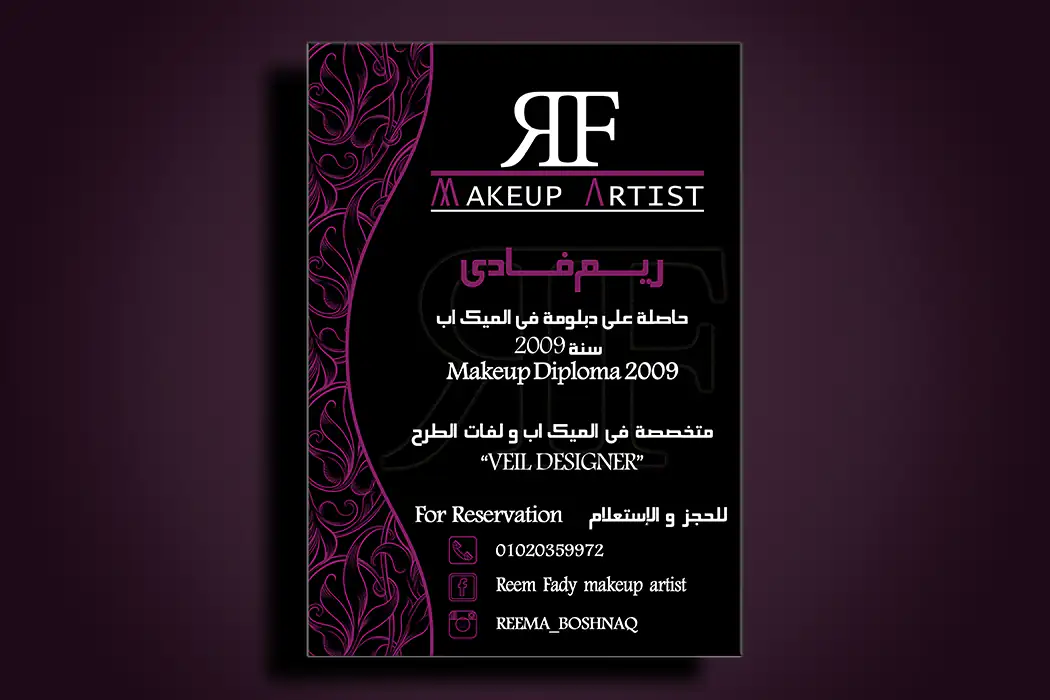 RF
MAKEUP ARTIST
ريم فادى
حاصلة على دبلومة فى الميك اب
سنة 2009
Makeup Diploma 2009
متخصصة فى الميك اب و لفات الطرح
“VEIL DESIGNER”
For Reservation للحجز و الإستعلام
01020359972
Reem Fady makeup artist
REEMA_BOSHNAQ